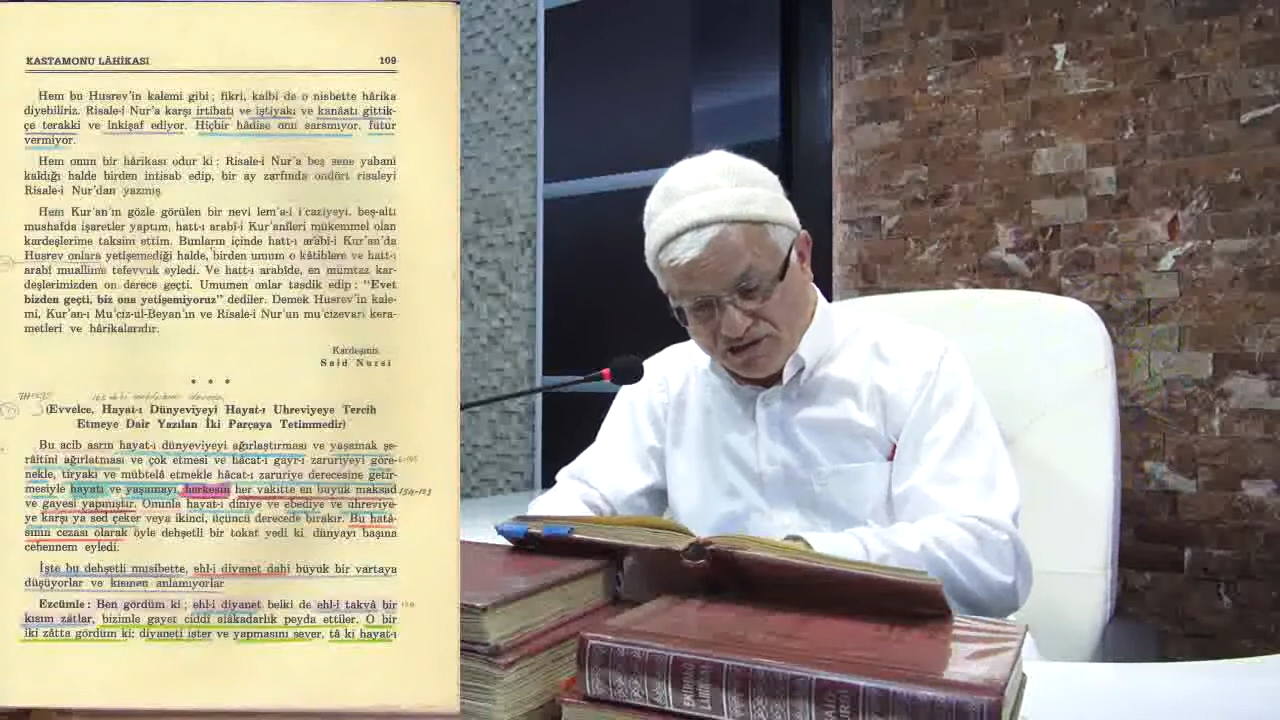 KASTAMONU LÂHİKASI 109
Hem bu Husrev'in kalemi gibi; fikri, kalbi de o nisbette hârika
diyebiliriz. Risale-i Nur'a karşı irtibatı ve iştiyakı ve kanâatı gittik-
çe terakki ve inkişaf ediyor. Hiçbir hâdise onu sarsmıyor, fütur
vermiyor.
Hem onun bir hârikası odur ki: Risale-i Nur'a beş sene yabani
kaldığı halde birden intisab edip, bir ay zarfında ondört risaleyi
Risale-i Nur'dan yazmış.
Hem Kur'an'ın gözle görülen bir nevi lem'a-i i'caziyeyi, beş-altı
mushafda işaretler yaptım, hatt-ı arabî-i Kur'anîleri mükemmel olan
kardeşlerime taksim ettim. Bunların içinde hatt-ı arabî-i Kur'an'da
Husrev onlara yetişemediği halde, birden umum o kâtiblere ve hatt-ı
arabî muallime tefevvuk eyledi. Ve hatt-ı arabîde, en mümtaz kar-
deşlerimizden on derece geçti. Umumen onlar tasdik edip: "Evet
bizden geçti, biz ona yetişemiyoruz" dediler. Demek Husrev'in kale-
mi, Kur'an-ı Mu'ciz-ul-Beyan'ın ve Risale-i Nur'un mu'cizevari kera-
metleri ve hârikalarıdır.
Kardeşiniz
Said Nursî
* * *
(Evvelce, Hayat-ı Dünyeviyeyi Hayat-ı Uhreviyeye Tercih
Etmeye Dair Yazılan İki Parçaya Tetimmedir)
Bu acib asrın hayat-ı dünyeviyeyi ağırlaştırması ve yaşamak şe-
râitini ağırlatması ve çok etmesi ve hâcat-ı gayr-ı zaruriyeyi göre-
nekle, tiryaki ve mübtelâ etmekle hâcat-ı zaruriye derecesine getir-
mesiyle hayatı ve yaşamayı, herkesin her vakitte en büyük maksad
ve gayesi yapmıştır. Onunla hayat-ı diniye ve ebediye ve uhreviye-
ye karşı ya sed çeker veya ikinci, üçüncü derecede bırakır. Bu hatâ-
sının cezası olarak öyle dehşetli bir tokat yedi ki dünyayı başına
cehennem eyledi.
İşte bu dehşetli musibette, ehl-i diyanet dahi büyük bir vartaya
düşüyorlar ve kısmen anlamıyorlar
Ezcümle: Ben gördüm ki; ehl-i diyanet belki de ehl-i takvâ bir
kısım zâtlar, bizimle gayet ciddî alâkadarlık peyda ettiler. O bir
iki zâtta gördüm ki; diyaneti ister ve yapmasını sever, tâ ki hayat-ı